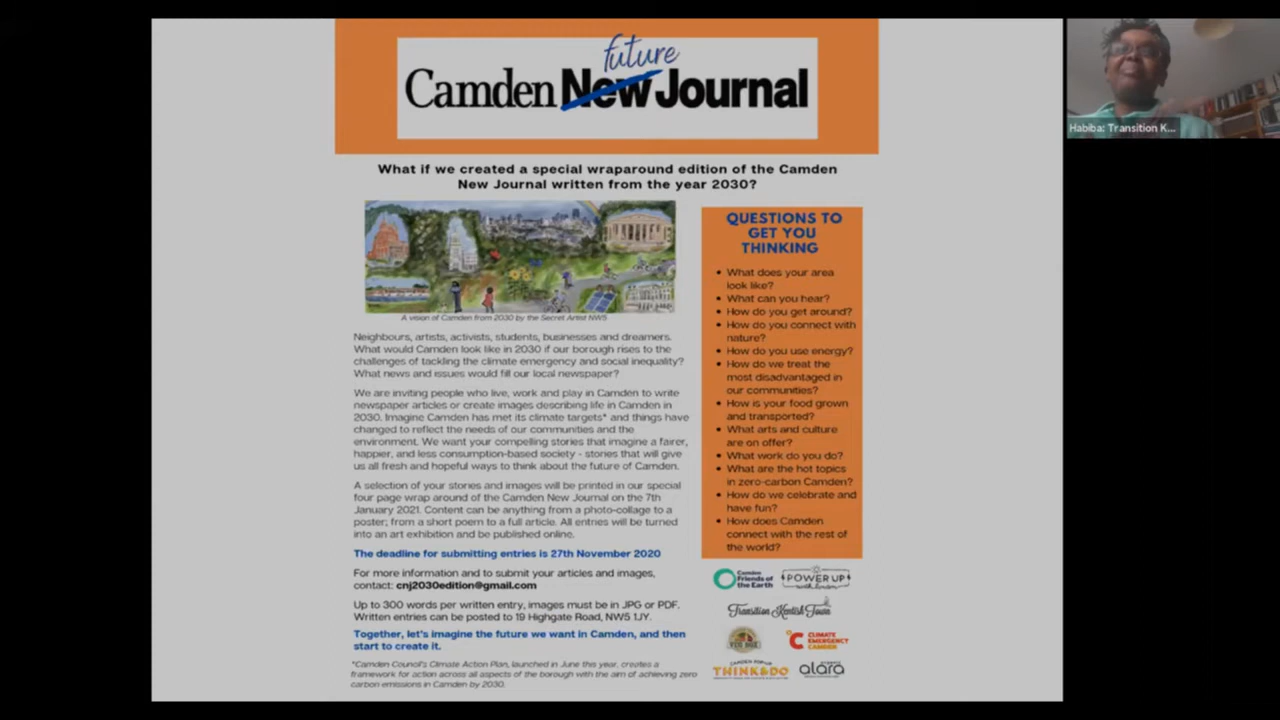 future
Camden New Journal
What if we created a special wraparound edition of the Camden
New Journal written from the year 2030?
A vision of Camden from 2030 by the Secret Artist NW5
Neighbours, artists, activists, students, businesses and dreamers.
What would Camden look like in 2030 if our borough rises to the
challenges of tackling the climate emergency and social inequality?
What news and issues would fill our local newspaper?
We are inviting people who live, work and play in Camden to write
newspaper articles or create images describing life in Camden in
2030. Imagine Camden has met its climate targets* and things have
changed to reflect the needs of our communities and the
environment. We want your compelling stories that imagine a fairer,
happier, and less consumption-based society - stories that will give
us all fresh and hopeful ways to think about the future of Camden.
A selection of your stories and images will be printed in our special
four page wrap around of the Camden New Journal on the 7th
January 2021. Content can be anything from a photo-collage to a
poster; from a short poem to a full article. All entries will be turned
into an art exhibition and be published online.
The deadline for submitting entries is 27th November 2020
For more information and to submit your articles and images,
contact: cnj2030edition@gmail.com
Up to 300 words per written entry, images must be in JPG or PDF.
Written entries can be posted to 19 Highgate Road, NW5 1JY.
Together, let's imagine the future we want in Camden, and then
start to create it.
*Camden Council's Climate Action Plan, launched in June this year, creates a
framework for action across all aspects of the borough with the aim of achieving zero
carbon emissions in Camden by 2030.
QUESTIONS TO
GET YOU
THINKING
• What does your area
look like?
• What can you hear?
• How do you get around?
• How do you connect with
nature?
• How do you use energy?
• How do we treat the
most disadvantaged in
our communities?
• How is your food grown
and transported?
• What arts and culture
are on offer?
• What work do you do?
• What are the hot topics
in zero-carbon Camden?
• How do we celebrate and
have fun?
• How does Camden
connect with the rest of
the world?
Camden
Friends of
the Earth
POWER UP
north london
Transition Kentish Town
VEG BOX
CLIMATE
EMERGENCY
CAMDEN
CAMDEN POP-UP
THINK&DO
alara
Habiba: Transition K...